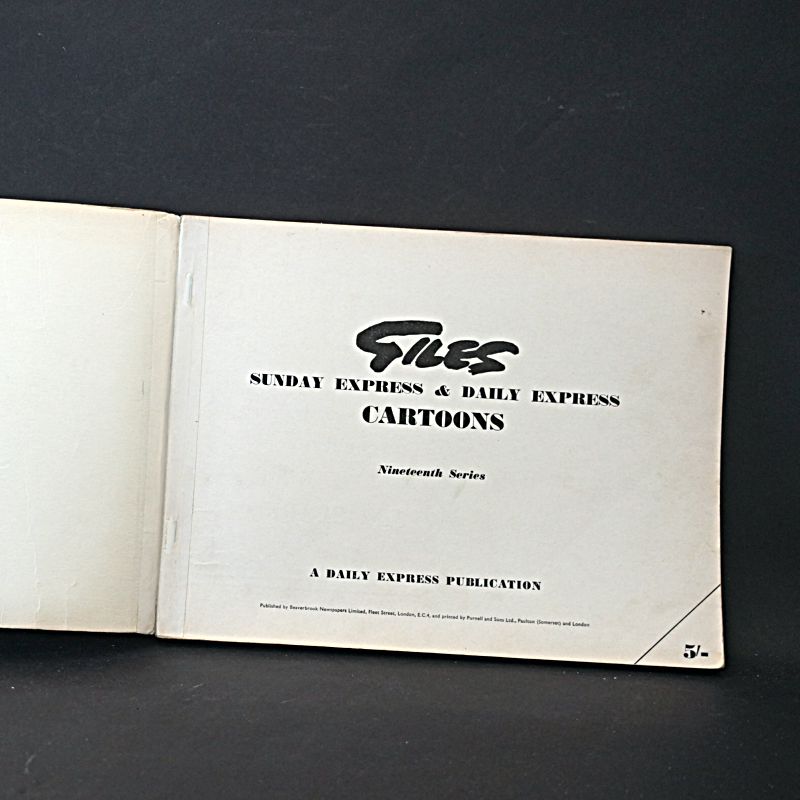 GILES
SUNDAY EXPRESS & DAILY EXPRESS
CARTOONS
Nineteenth Series
A DAILY EXPRESS PUBLICATION
Published by Beaverbrook Newspapers Limited, Fleet Street, London, E.C.4, and printed by Purnell and Sons Ltd., Paulton (Somerset) and London
5/-